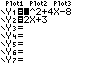 Plot1 Plot2 Plot3
\Y1=█^2+4X-8
\Y2=2X+3
\Y3=
\Y4=
\Y5=
\Y6=
\Y7=